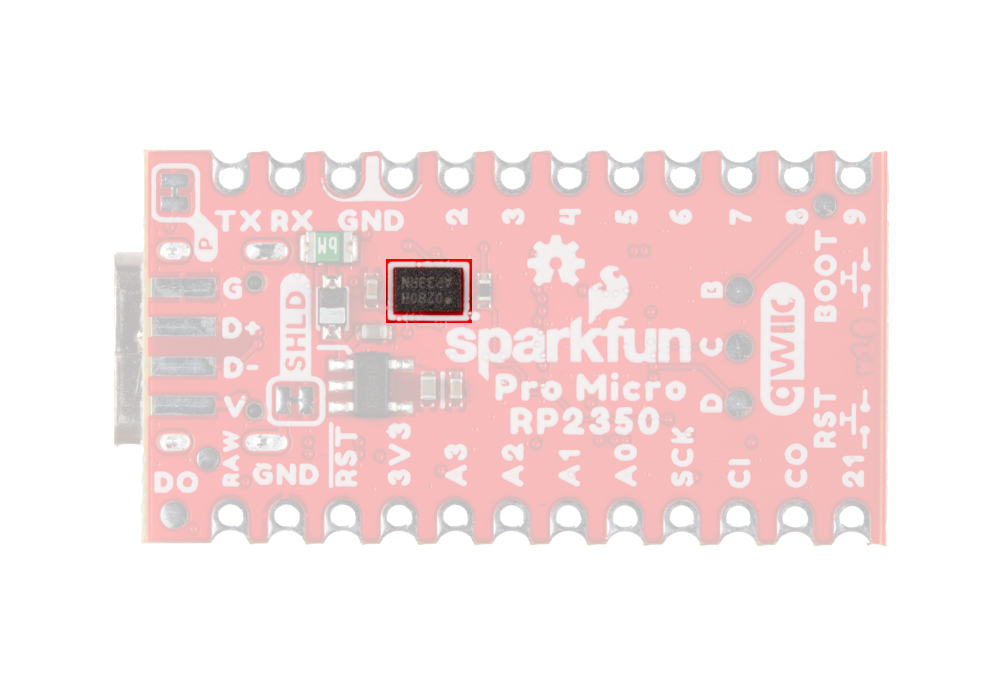 TX RX GND 2 3 4 5 6 7 8 9
P
G
D+
D-
V
SHLD
BOOT
B
C
D
qwiic
RST
sparkfun
Pro Micro
RP2350
DO RAW GND RST 3V3 A3 A2 A1 A0 SCK CI CO 21